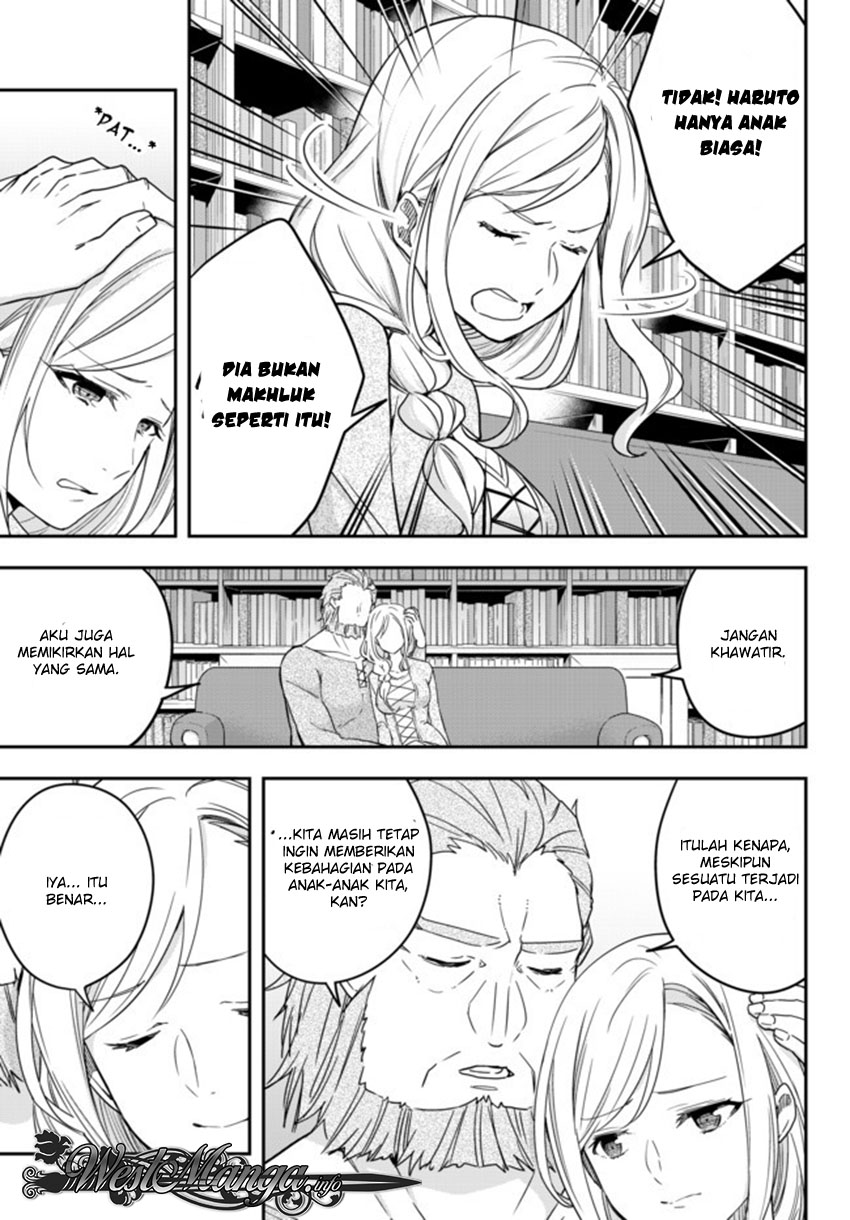 TIDAK! HARUTO
HANYA ANAK
BIASA!
DIA BUKAN
MAKHLUK
SEPERTI ITU!
*PAT...*
JANGAN
KHAWATIR.
AKU JUGA
MEMIKIRKAN HAL
YANG SAMA.
ITULAH KENAPA,
MESKIPUN
SESUATU TERJADI
PADA KITA...
"...KITA MASIH TETAP
INGIN MEMBERIKAN
KEBAHAGIAN PADA
ANAK-ANAK KITA,
KAN?
IYA... ITU
BENAR...
WestManga.info